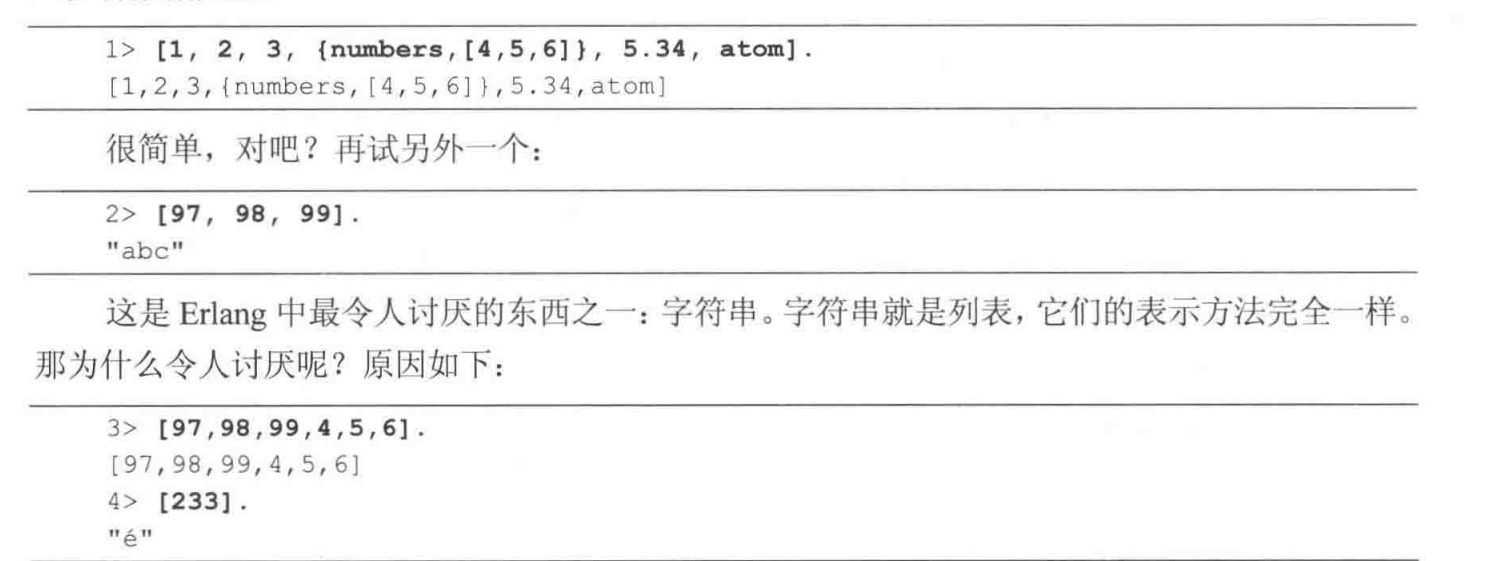 1> [1, 2, 3, {numbers,[4,5,6]}, 5.34, atom].
[1,2,3,{numbers,[4,5,6]},5.34,atom]
很简单，对吧？再试另外一个：
2> [97, 98, 99].
"abc"
这是 Erlang 中最令人讨厌的东西之一：字符串。字符串就是列表，它们的表示方法完全一样。
那为什么令人讨厌呢？原因如下：
3> [97,98,99,4,5,6].
[97,98,99,4,5,6]
4> [233].
"é"